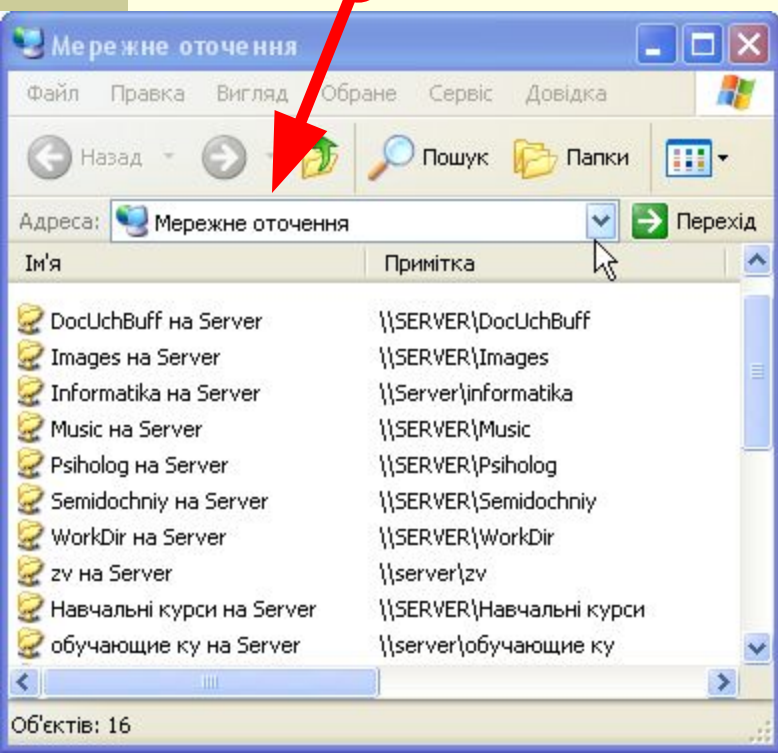 Мережне оточення
Файл Правка Вигляд Обране Сервіс Довідка
Назад Пошук Папки
Адреса: Мережне оточення Перехід
Ім'я Примітка
DocUchBuff на Server \\SERVER\DocUchBuff
Images на Server \\SERVER\Images
Informatika на Server \\Server\informatika
Music на Server \\SERVER\Music
Psiholog на Server \\SERVER\Psiholog
Semidochniy на Server \\SERVER\Semidochniy
WorkDir на Server \\SERVER\WorkDir
zv на Server \\server\zv
Навчальні курси на Server \\SERVER\Навчальні курси
обучающие ку на Server \\server\обучающие ку
Об'єктів: 16